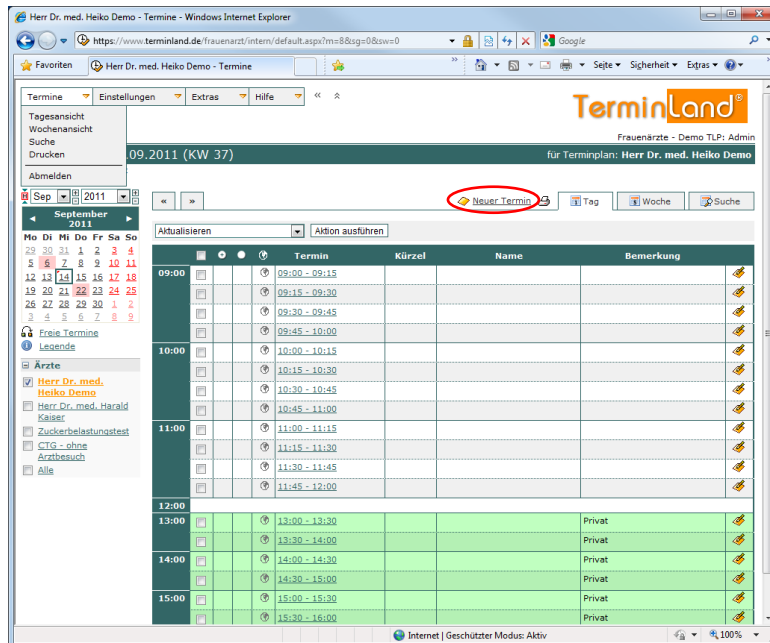 Herr Dr. med. Heiko Demo - Termine - Windows Internet Explorer
https://www.terminland.de/frauenarzt/intern/default.aspx?m=8&sg=0&sw=0
Google
Favoriten Herr Dr. med. Heiko Demo - Termine
Seite Sicherheit Extras
Termine Einstellungen Extras Hilfe « »
TerminLand®
Tagesansicht
Wochenansicht
Suche
Drucken
Abmelden
Frauenärzte - Demo TLP: Admin
.09.2011 (KW 37) für Terminplan: Herr Dr. med. Heiko Demo
Sep 2011
« » Neuer Termin Tag Woche Suche
September
2011
Aktualisieren Aktion ausführen
Mo Di Mi Do Fr Sa So
29 30 31 1 2 3 4
5 6 7 8 9 10 11
12 13 14 15 16 17 18
19 20 21 22 23 24 25
26 27 28 29 30 1 2
3 4 5 6 7 8 9
Freie Termine
Legende
Ärzte
Herr Dr. med.
Heiko Demo
Herr Dr. med. Harald
Kaiser
Zuckerbelastungstest
CTG - ohne
Arztbesuch
Alle
Termin Kürzel Name Bemerkung
09:00 09:00 - 09:15
09:15 - 09:30
09:30 - 09:45
09:45 - 10:00
10:00 10:00 - 10:15
10:15 - 10:30
10:30 - 10:45
10:45 - 11:00
11:00 11:00 - 11:15
11:15 - 11:30
11:30 - 11:45
11:45 - 12:00
12:00
13:00 13:00 - 13:30 Privat
13:30 - 14:00 Privat
14:00 14:00 - 14:30 Privat
14:30 - 15:00 Privat
15:00 15:00 - 15:30 Privat
15:30 - 16:00 Privat
Internet | Geschützter Modus: Aktiv 100%